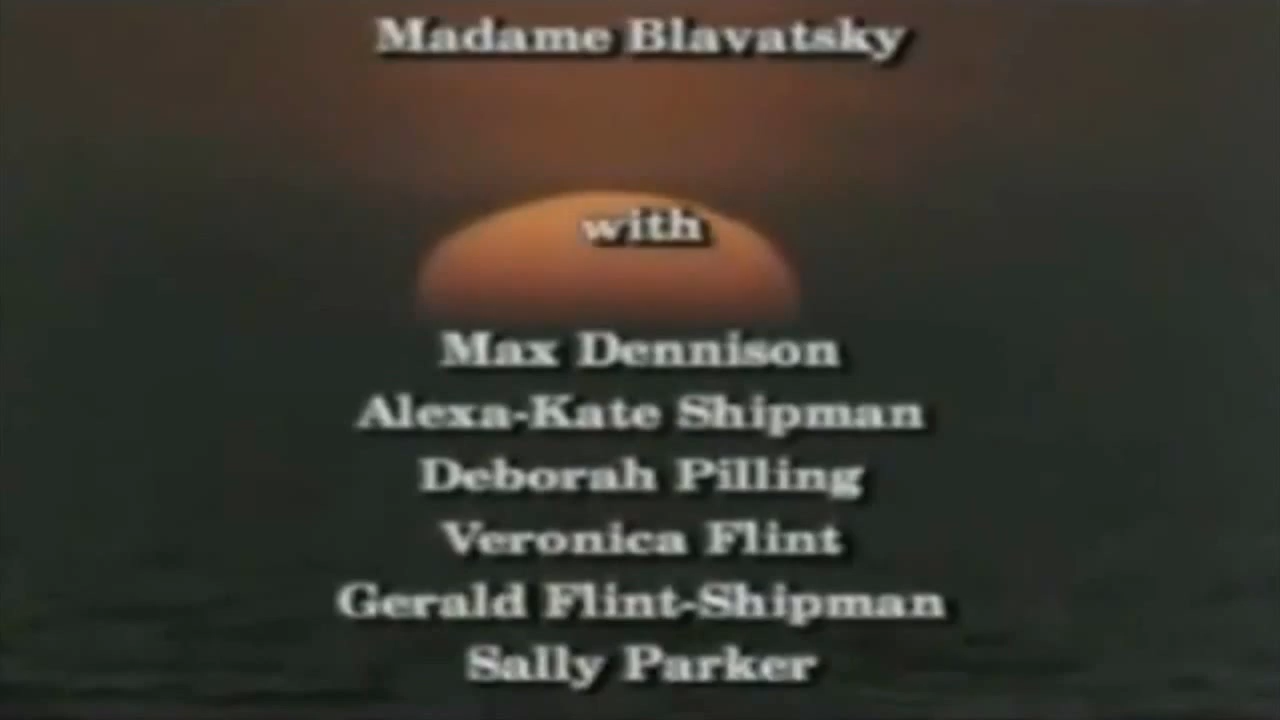 Madame Blavatsky
with
Max Dennison
Alexa-Kate Shipman
Deborah Pilling
Veronica Flint
Gerald Flint-Shipman
Sally Parker